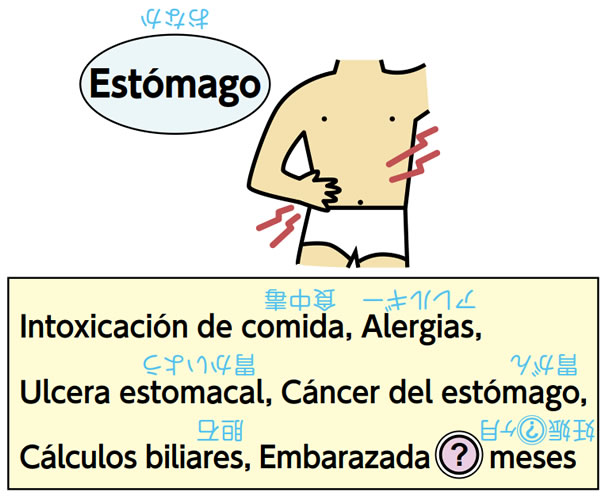 おなか
Estómago
食中毒 アレルギー
Intoxicación de comida, Alergias,
胃かいよう 胃がん
Ulcera estomacal, Cáncer del estómago,
胆石 妊娠?ヶ月
Cálculos biliares, Embarazada ? meses